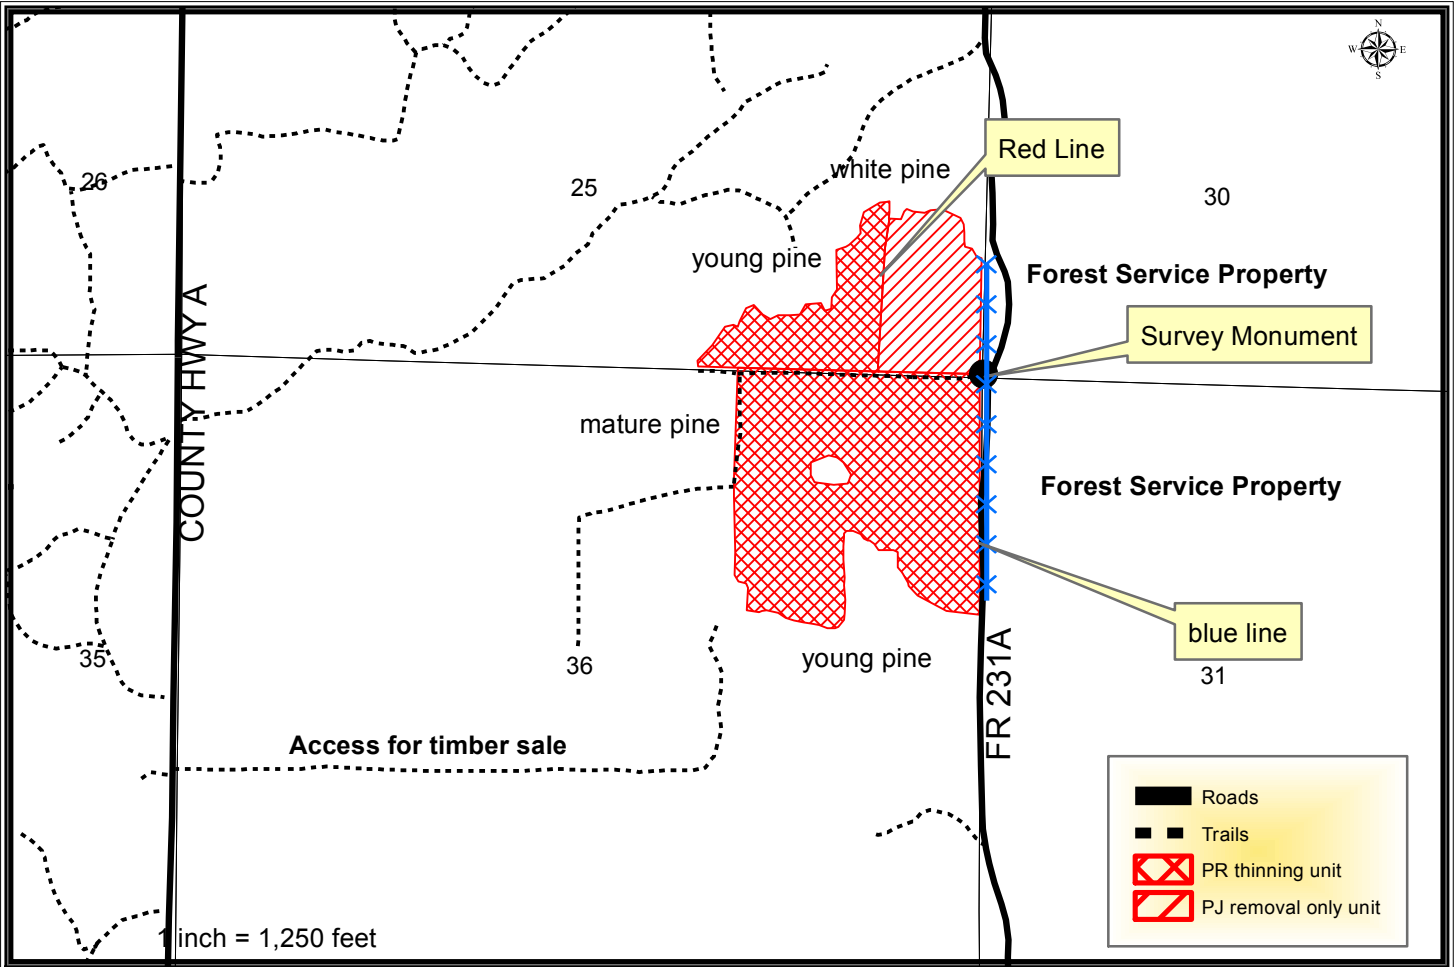 N
W E
S
Red Line
white pine
26
25
30
young pine
Forest Service Property
COUNTY HWY A
Survey Monument
mature pine
Forest Service Property
blue line
young pine
35
36
31
FR 231A
Access for timber sale
Roads
Trails
PR thinning unit
PJ removal only unit
1 inch = 1,250 feet